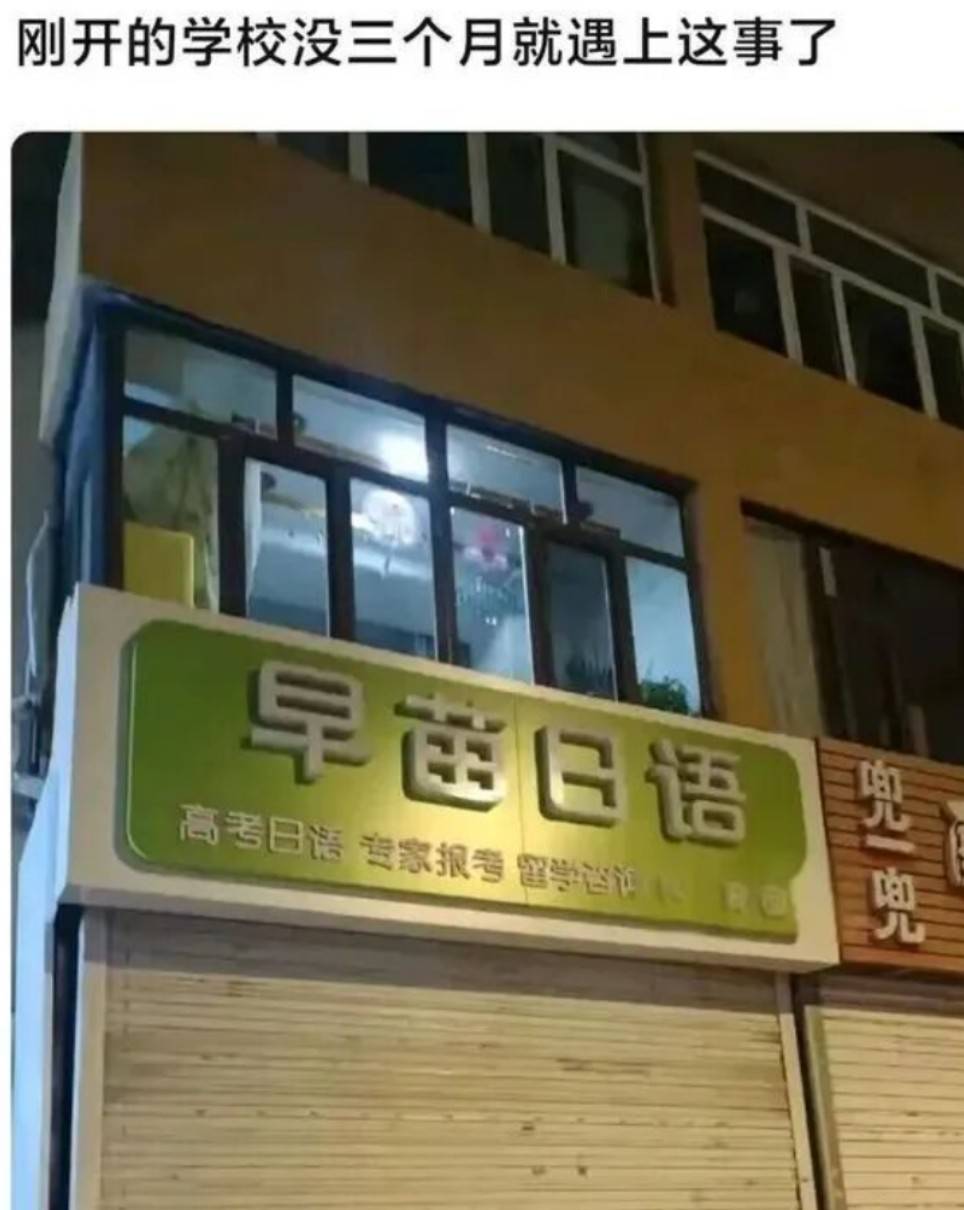 刚开的学校没三个月就遇上这事了
早苗日语
高考日语 专家报考 留学咨询
兜一兜